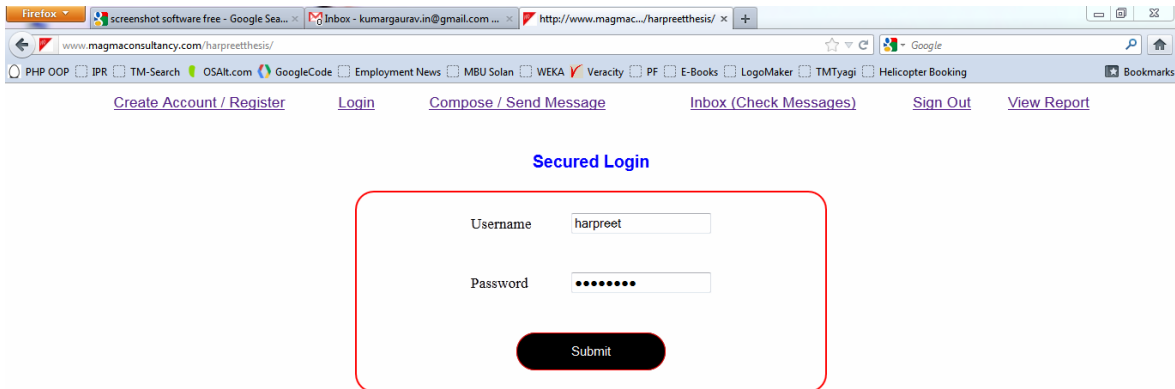 Firefox
screenshot software free - Google Sea...
Inbox - kumargaurav.in@gmail.com ...
http://www.magmac.../harpreetthesis/
www.magmaconsultancy.com/harpreetthesis/
Google
PHP OOP IPR TM-Search OSAlt.com GoogleCode Employment News MBU Solan WEKA Veracity PF E-Books LogoMaker TMTyagi Helicopter Booking Bookmarks
Create Account / Register Login Compose / Send Message Inbox (Check Messages) Sign Out View Report
Secured Login
Username harpreet
Password ••••••••
Submit